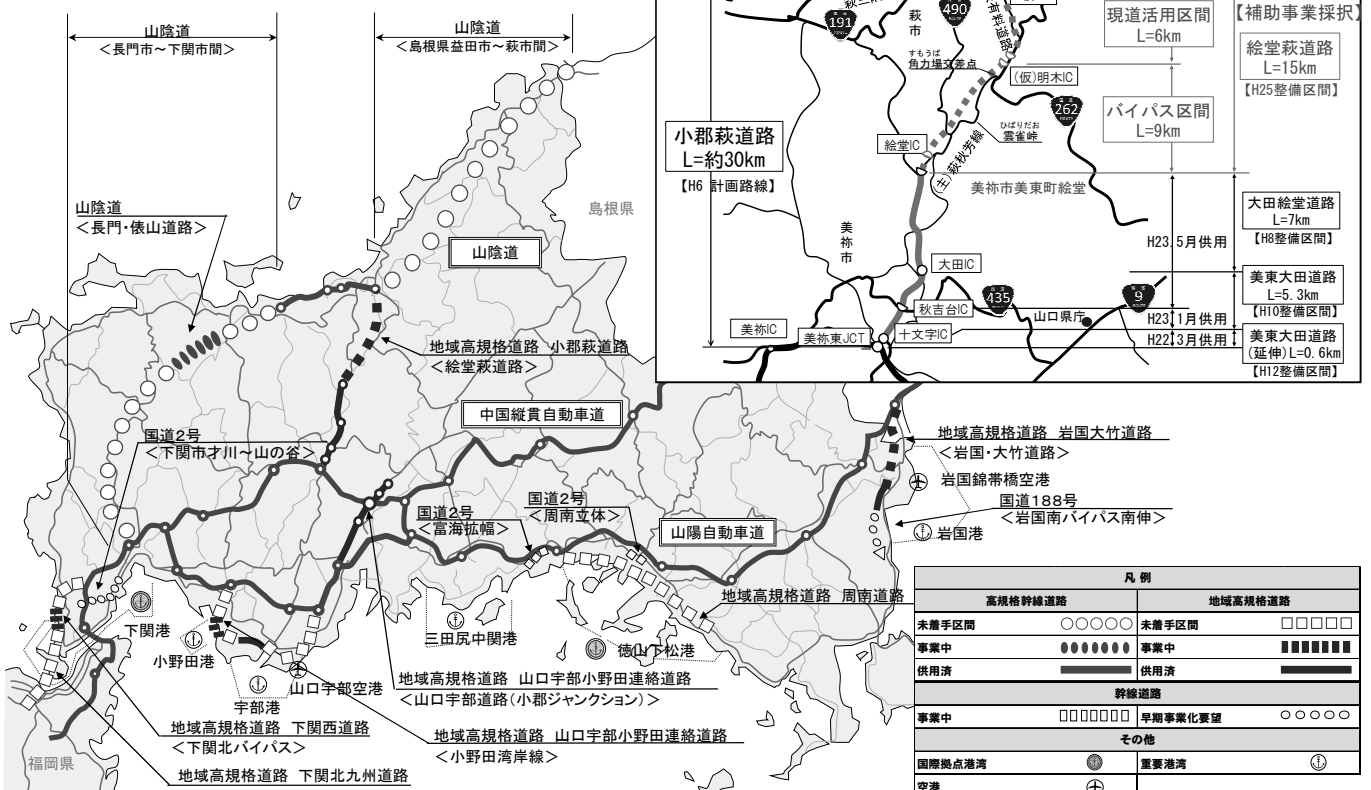 山陰道
＜長門市～下関市間＞
山陰道
＜島根県益田市～萩市間＞
島根県
山陰道
＜長門・俵山道路＞
山陰道
地域高規格道路 小郡萩道路
＜絵堂萩道路＞
中国縦貫自動車道
国道2号
＜下関市才川～山の谷＞
国道2号
＜富海拡幅＞
国道2号
＜周南立体＞
山陽自動車道
地域高規格道路 岩国大竹道路
＜岩国・大竹道路＞
岩国錦帯橋空港
国道188号
＜岩国南バイパス南伸＞
岩国港
地域高規格道路 周南道路
下関港
小野田港
宇部港
山口宇部空港
三田尻中関港
徳山下松港
地域高規格道路 山口宇部小野田連絡道路
＜山口宇部道路(小郡ジャンクション)＞
地域高規格道路 下関西道路
＜下関北バイパス＞
地域高規格道路 山口宇部小野田連絡道路
＜小野田湾岸線＞
福岡県
地域高規格道路 下関北九州道路
191
萩市
490
ROUTE
有料道路
すもうば
角力場交差点
(仮)明木IC
国道
262
ROUTE
ひばりだお
雲雀峠
絵堂IC
(主)萩秋芳線
美祢市美東町絵堂
小郡萩道路
L=約30km
【H6 計画路線】
美祢市
大田IC
秋吉台IC
435
9
山口県庁
美祢IC
美祢東JCT
十文字IC
現道活用区間
L=6km
バイパス区間
L=9km
【補助事業採択】
絵堂萩道路
L=15km
【H25整備区間】
H23.5月供用
大田絵堂道路
L=7km
【H8整備区間】
H23.1月供用
美東大田道路
L=5.3km
【H10整備区間】
H22.3月供用
美東大田道路
(延伸)L=0.6km
【H12整備区間】
凡 例
高規格幹線道路 地域高規格道路
未着手区間 未着手区間
事業中 事業中
供用済 供用済
幹線道路
事業中 早期事業化要望
その他
国際拠点港湾 重要港湾
空港